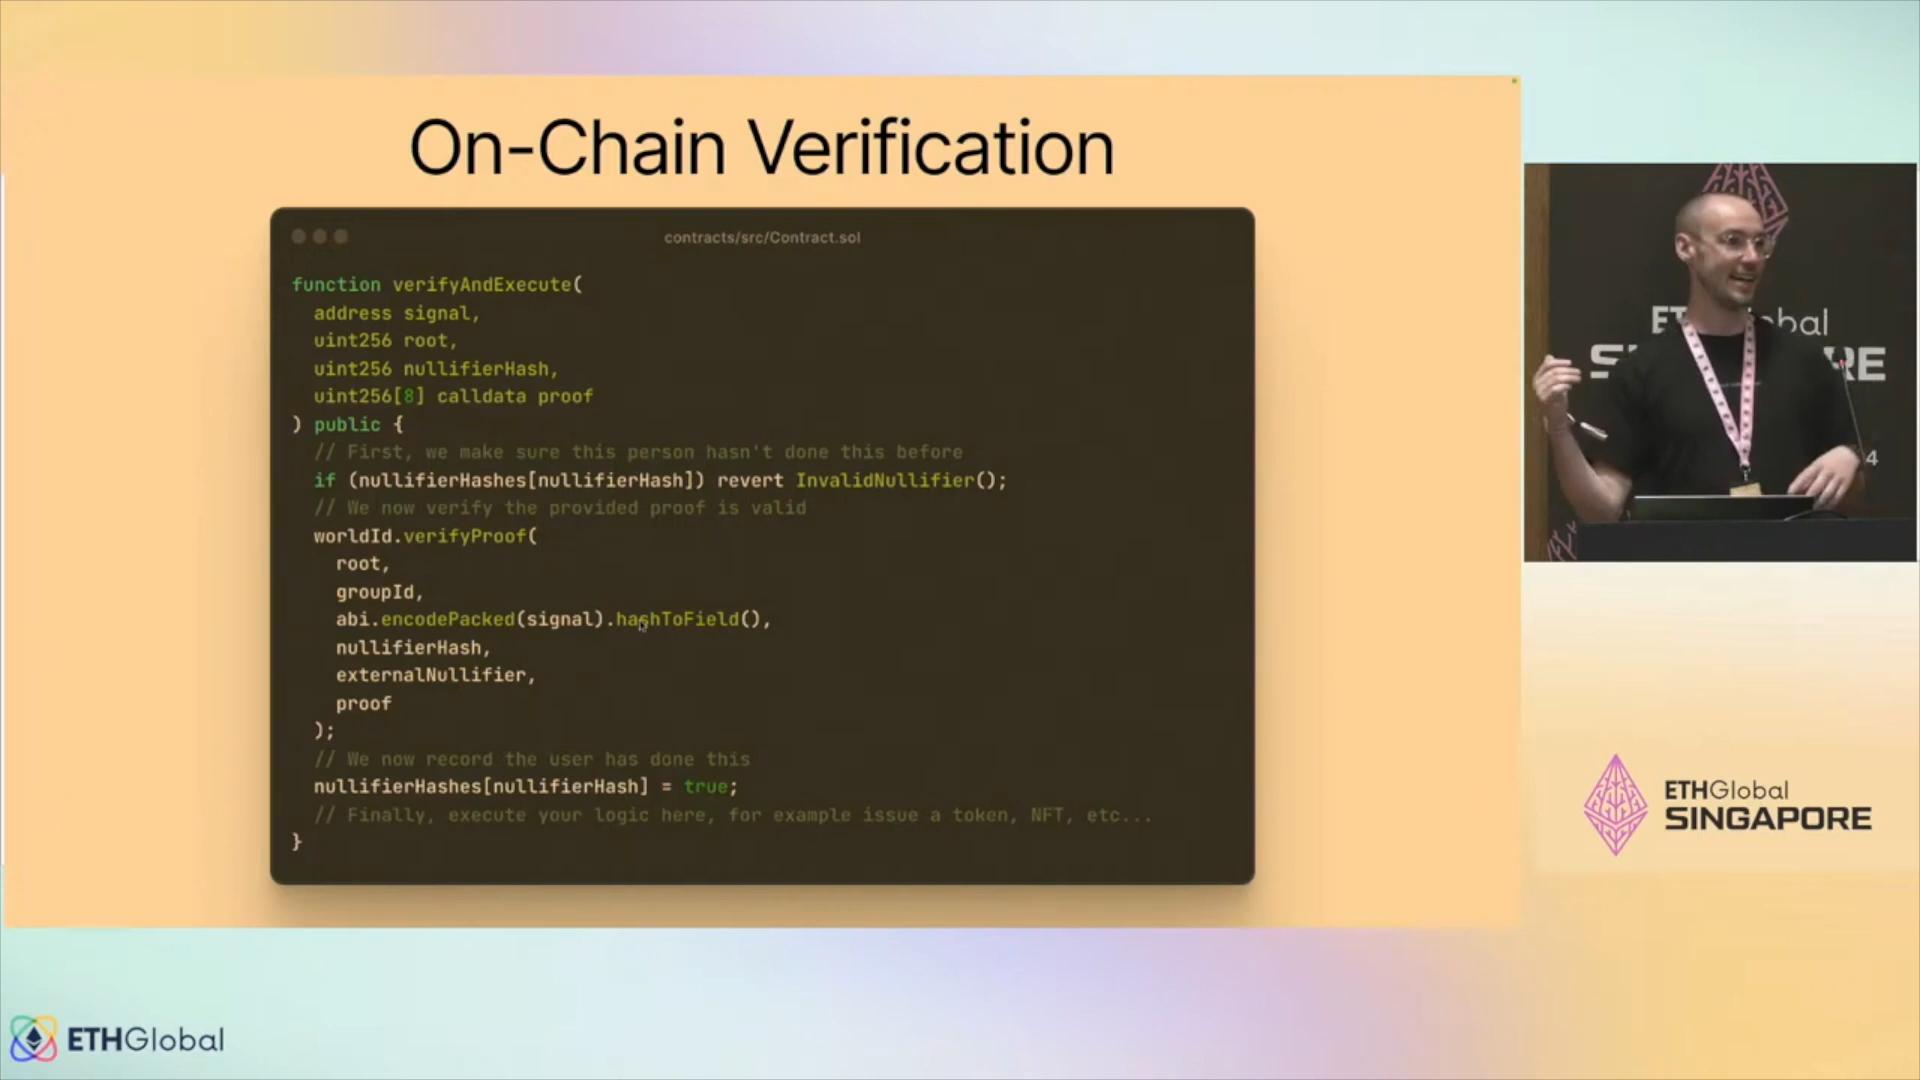 On-Chain Verification
contracts/src/Contract.sol
function verifyAndExecute(
address signal,
uint256 root,
uint256 nullifierHash,
uint256[8] calldata proof
) public {
// First, we make sure this person hasn't done this before
if (nullifierHashes[nullifierHash]) revert InvalidNullifier();
// We now verify the provided proof is valid
worldId.verifyProof(
root,
groupId,
abi.encodePacked(signal).hashToField(),
nullifierHash,
externalNullifier,
proof
);
// We now record the user has done this
nullifierHashes[nullifierHash] = true;
// Finally, execute your logic here, for example issue a token, NFT, etc...
}
ETHGlobal
SINGAPORE
ETHGlobal